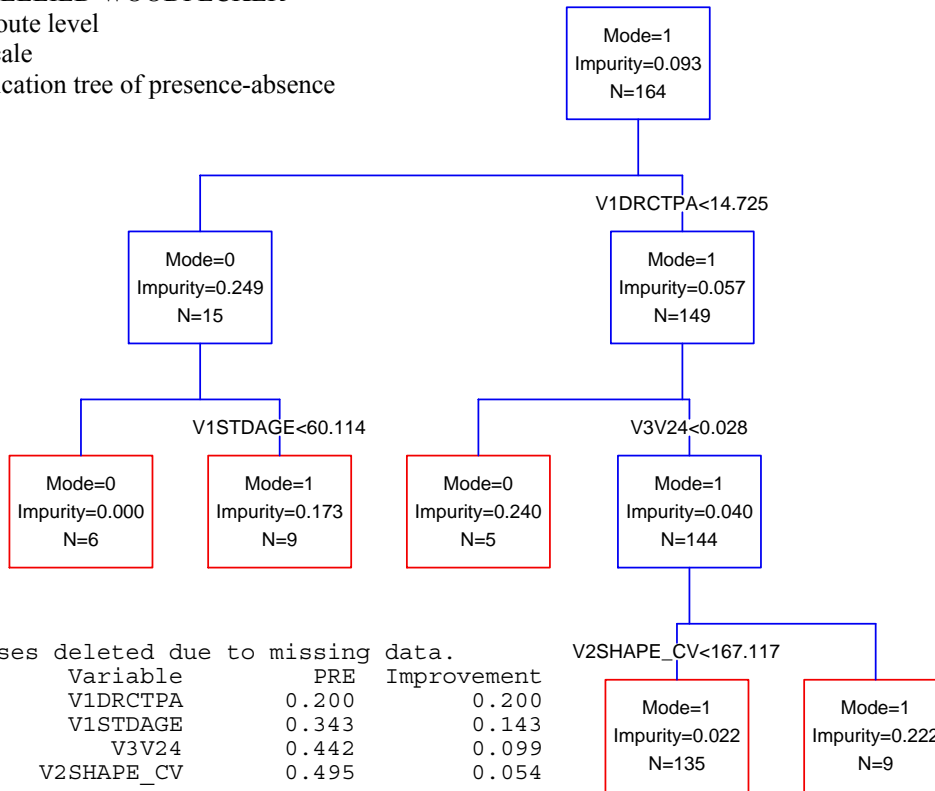 ELLIED WOODPECKER
oute level
cale
ication tree of presence-absence
Mode=1
Impurity=0.093
N=164
V1DRCTPA<14.725
Mode=0
Impurity=0.249
N=15
Mode=1
Impurity=0.057
N=149
V1STDAGE<60.114
V3V24<0.028
Mode=0
Impurity=0.000
N=6
Mode=1
Impurity=0.173
N=9
Mode=0
Impurity=0.240
N=5
Mode=1
Impurity=0.040
N=144
V2SHAPE_CV<167.117
Mode=1
Impurity=0.022
N=135
Mode=1
Impurity=0.222
N=9
ses deleted due to missing data.
Variable PRE Improvement
V1DRCTPA 0.200 0.200
V1STDAGE 0.343 0.143
V3V24 0.442 0.099
V2SHAPE_CV 0.495 0.054